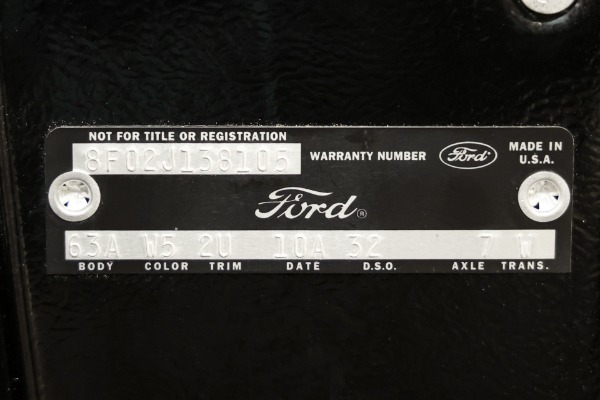 NOT FOR TITLE OR REGISTRATION
8F02J138105 WARRANTY NUMBER Ford MADE IN U.S.A.
Ford®
63A W5 2U 10A 32 7 W
BODY COLOR TRIM DATE D.S.O. AXLE TRANS.